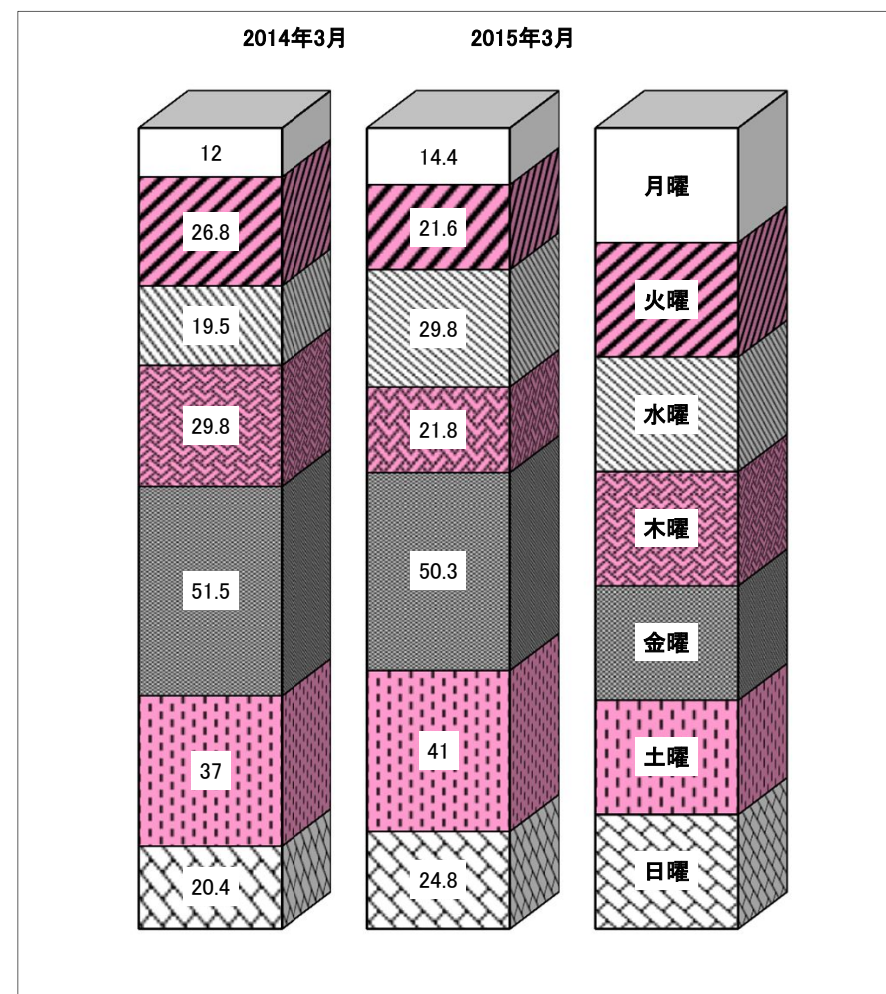 2014年3月 2015年3月
12 14.4 月曜
26.8 21.6 火曜
19.5 29.8 水曜
29.8 21.8 木曜
51.5 50.3 金曜
37 41 土曜
20.4 24.8 日曜